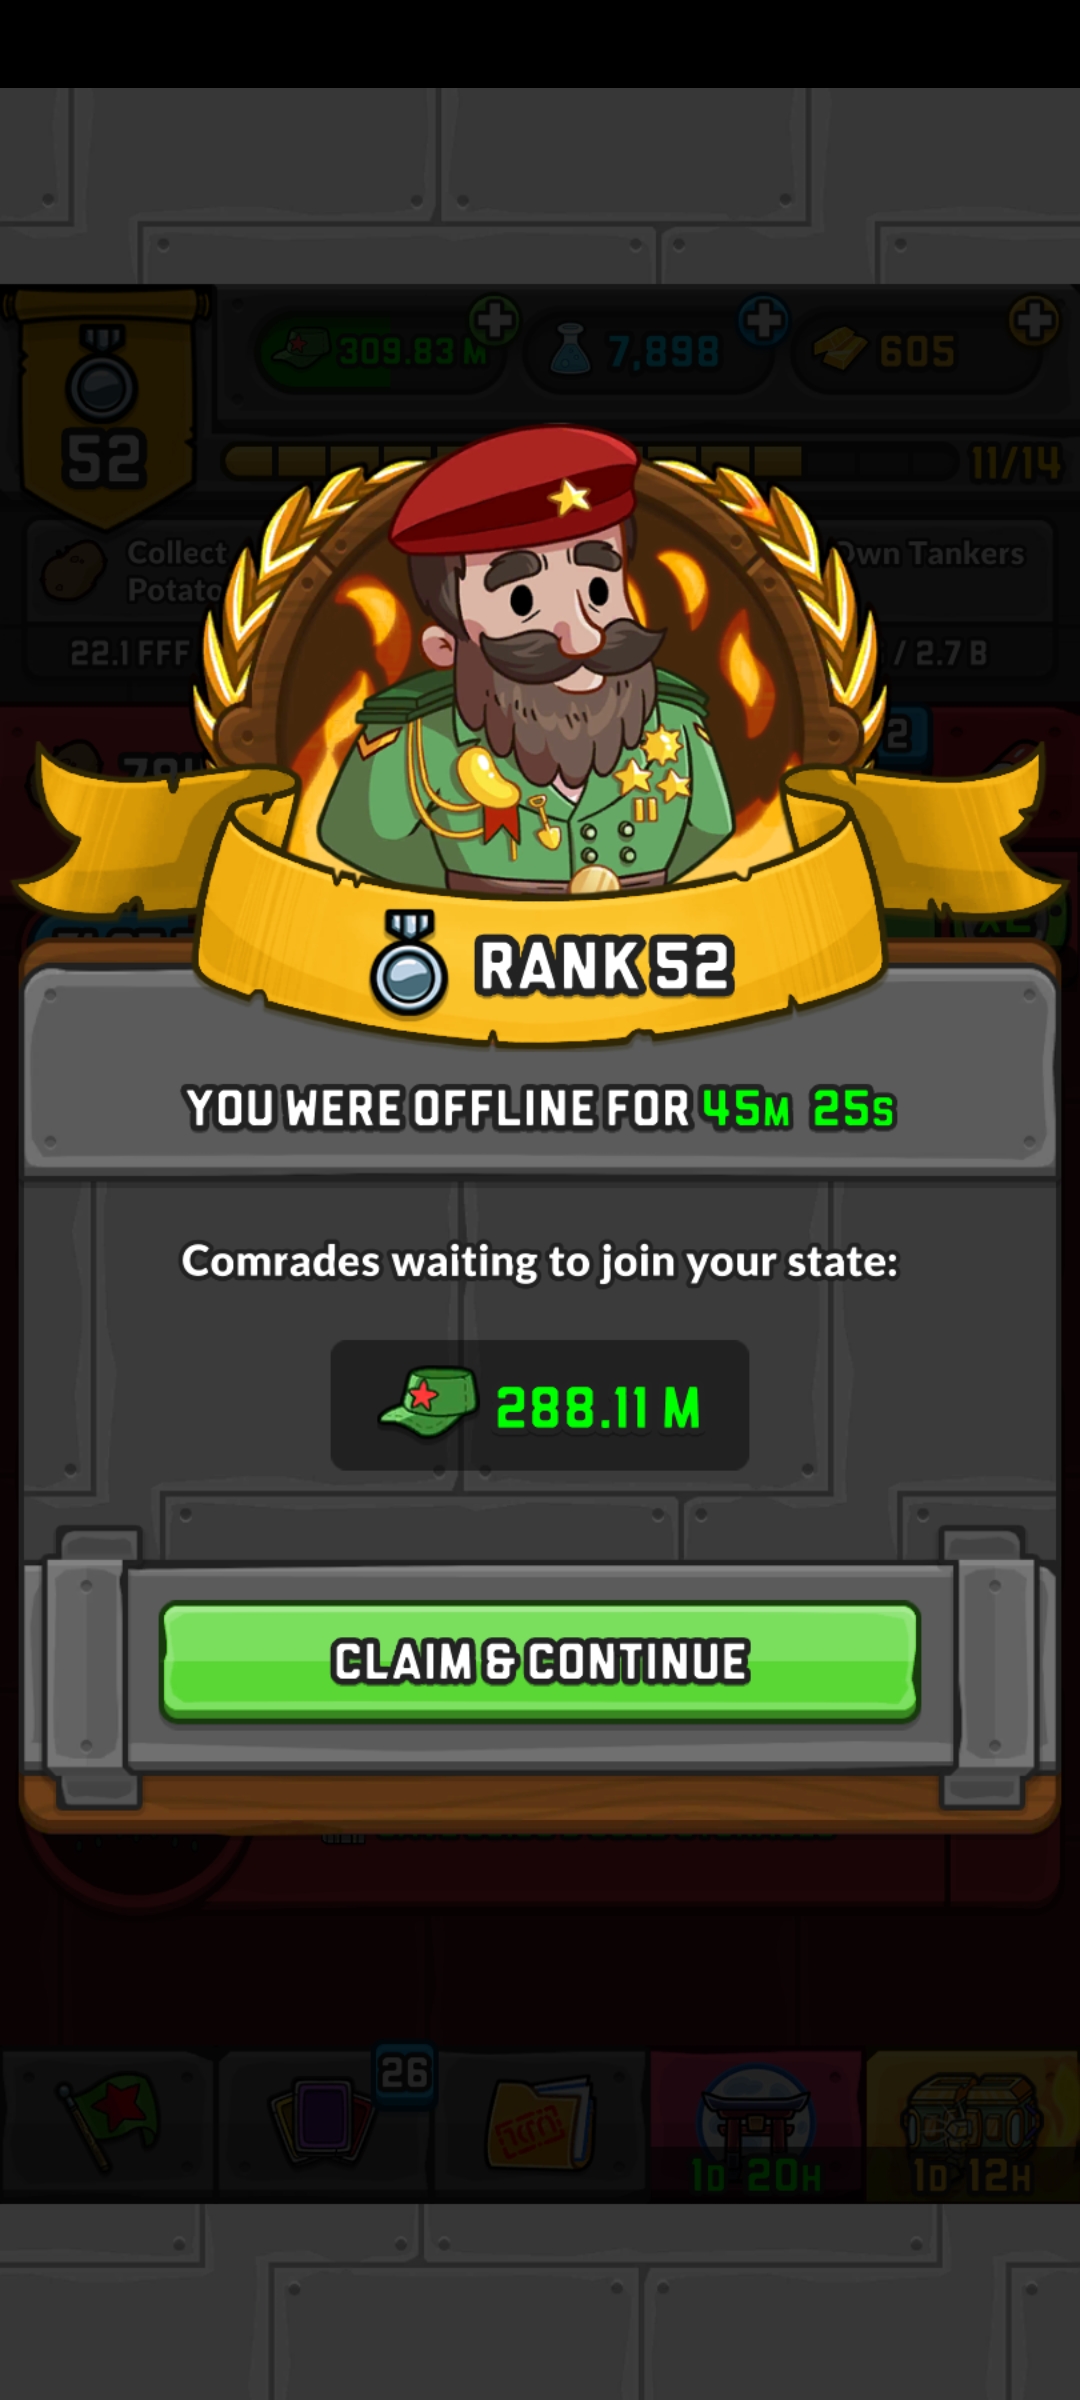 309.83 M
7,898
605
52
11/14
Collect
Potato
Own Tankers
22.1 FFF
/ 2.7 B
2
RANK 52
YOU WERE OFFLINE FOR 45M 25S
Comrades waiting to join your state:
288.11 M
CLAIM & CONTINUE
26
1D 20H
1D 12H